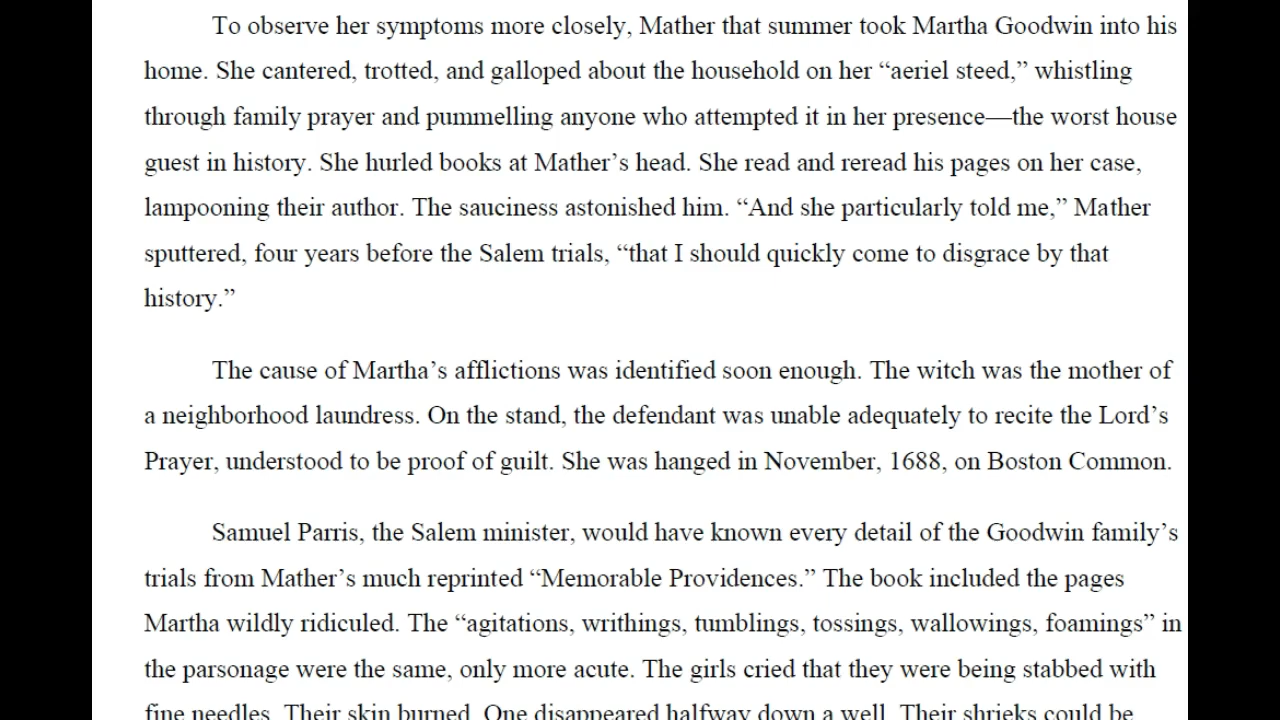 To observe her symptoms more closely, Mather that summer took Martha Goodwin into his
home. She cantered, trotted, and galloped about the household on her “aeriel steed,” whistling
through family prayer and pummelling anyone who attempted it in her presence—the worst house
guest in history. She hurled books at Mather’s head. She read and reread his pages on her case,
lampooning their author. The sauciness astonished him. “And she particularly told me,” Mather
sputtered, four years before the Salem trials, “that I should quickly come to disgrace by that
history.”
The cause of Martha’s afflictions was identified soon enough. The witch was the mother of
a neighborhood laundress. On the stand, the defendant was unable adequately to recite the Lord’s
Prayer, understood to be proof of guilt. She was hanged in November, 1688, on Boston Common.
Samuel Parris, the Salem minister, would have known every detail of the Goodwin family’s
trials from Mather’s much reprinted “Memorable Providences.” The book included the pages
Martha wildly ridiculed. The “agitations, writhings, tumblings, tossings, wallowings, foamings” in
the parsonage were the same, only more acute. The girls cried that they were being stabbed with
fine needles. Their skin burned. One disappeared halfway down a well. Their shrieks could be